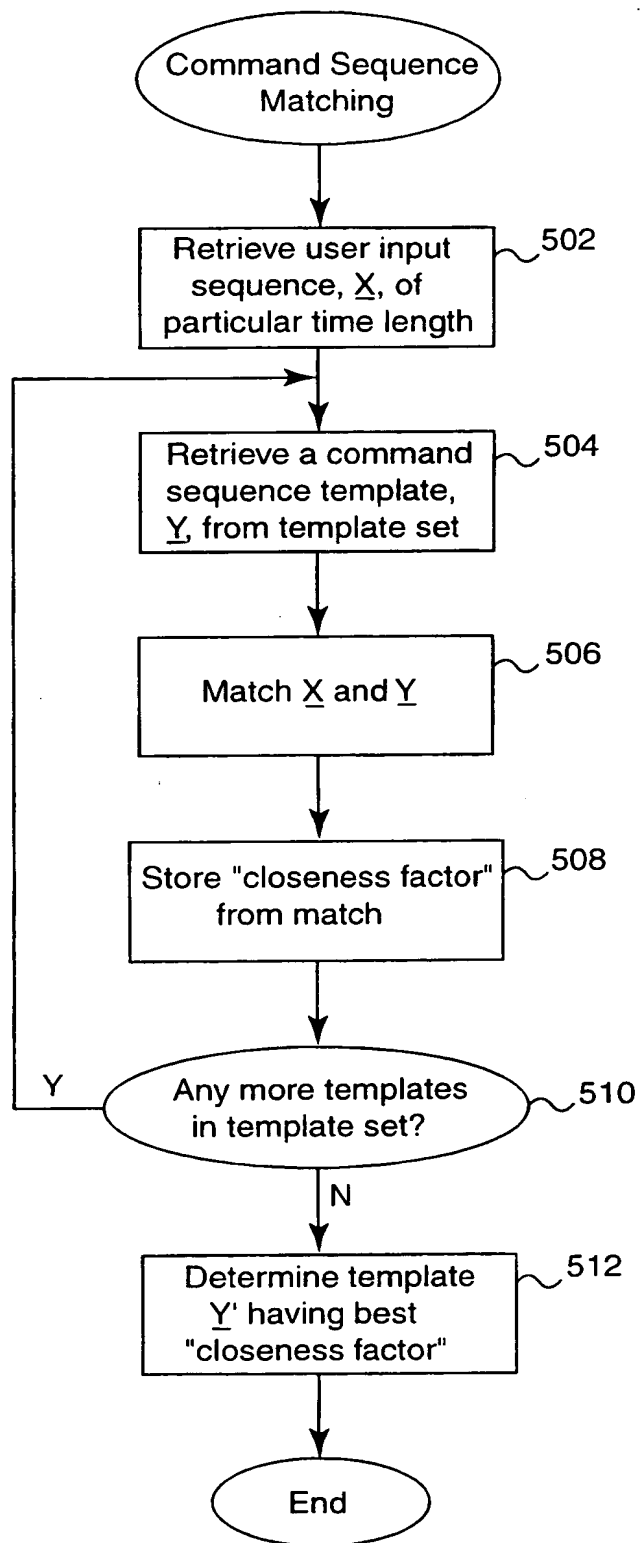 Command Sequence
Matching
Retrieve user input
sequence, X, of
particular time length
502
Retrieve a command
sequence template,
Y, from template set
504
Match X and Y
506
Store "closeness factor"
from match
508
Any more templates
in template set?
510
Y
N
Determine template
Y' having best
"closeness factor"
512
End